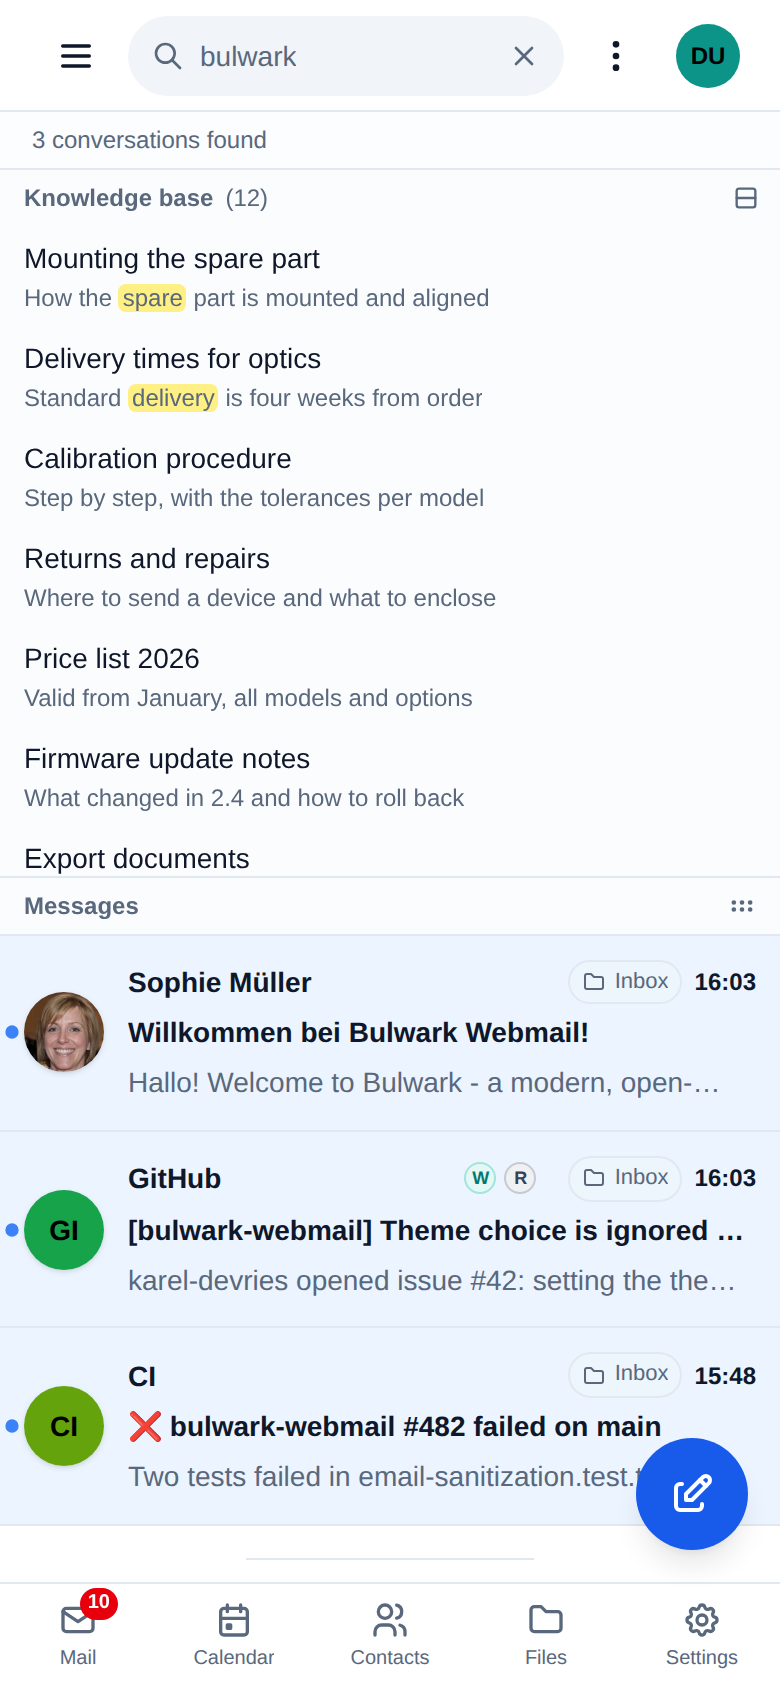 bulwark
DU
3 conversations found
Knowledge base (12)
Mounting the spare part
How the spare part is mounted and aligned
Delivery times for optics
Standard delivery is four weeks from order
Calibration procedure
Step by step, with the tolerances per model
Returns and repairs
Where to send a device and what to enclose
Price list 2026
Valid from January, all models and options
Firmware update notes
What changed in 2.4 and how to roll back
Export documents
Messages
Sophie Müller Inbox 16:03
Willkommen bei Bulwark Webmail!
Hallo! Welcome to Bulwark - a modern, open-…
GitHub W R Inbox 16:03
GI
[bulwark-webmail] Theme choice is ignored …
karel-devries opened issue #42: setting the the…
CI Inbox 15:48
CI
❌ bulwark-webmail #482 failed on main
Two tests failed in email-sanitization.test.
10
Mail Calendar Contacts Files Settings